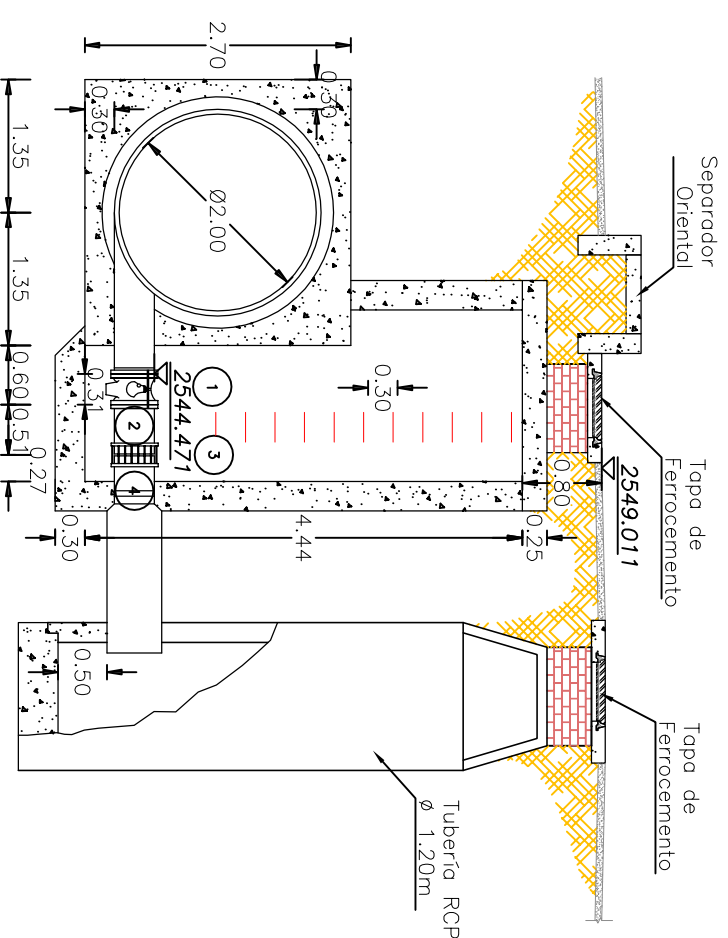 Separador
Oriental
Tapa de
Ferrocemento
2549.011
Tapa de
Ferrocemento
Tubería RCP
Ø 1.20m
2.70
0.30
0.30
Ø2.00
0.80
0.25
0.30
1
2
3
4
2544.471
4.44
0.30
0.50
1.35
1.35
0.60
0.31
0.51
0.27